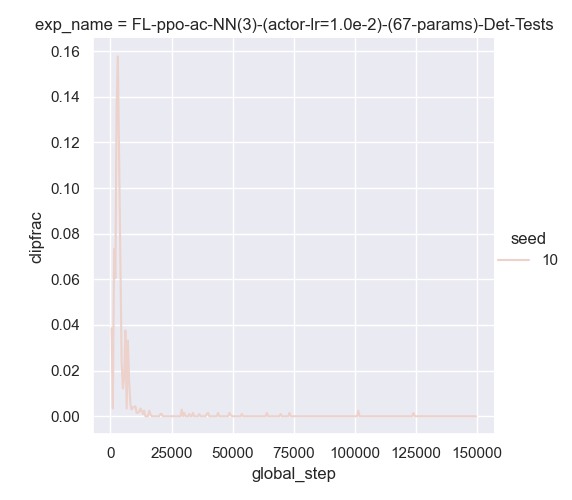 exp_name = FL-ppo-ac-NN(3)-(actor-lr=1.0e-2)-(67-params)-Det-Tests
0.16
0.14
0.12
0.10
0.08
0.06
0.04
0.02
0.00
clipfrac
0 25000 50000 75000 100000 125000 150000
global_step
seed
10